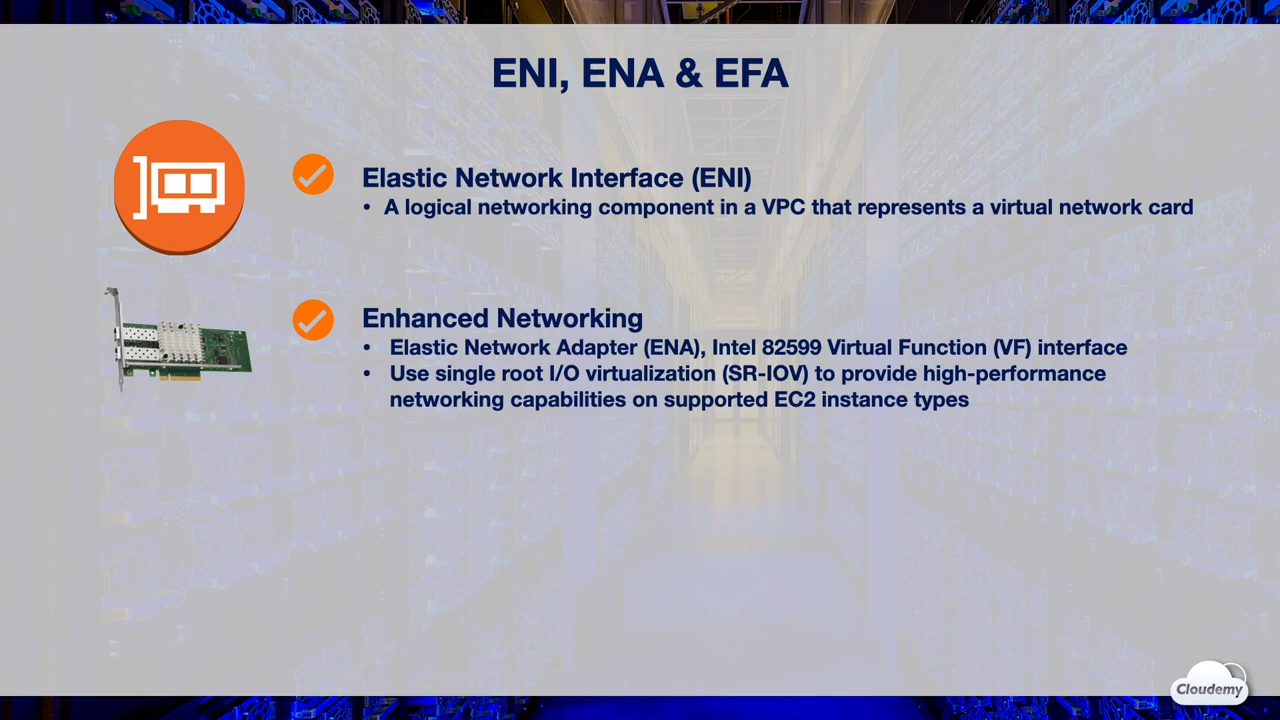 ENI, ENA & EFA
Elastic Network Interface (ENI)
• A logical networking component in a VPC that represents a virtual network card
Enhanced Networking
• Elastic Network Adapter (ENA), Intel 82599 Virtual Function (VF) interface
• Use single root I/O virtualization (SR-IOV) to provide high-performance
networking capabilities on supported EC2 instance types
Cloudemy